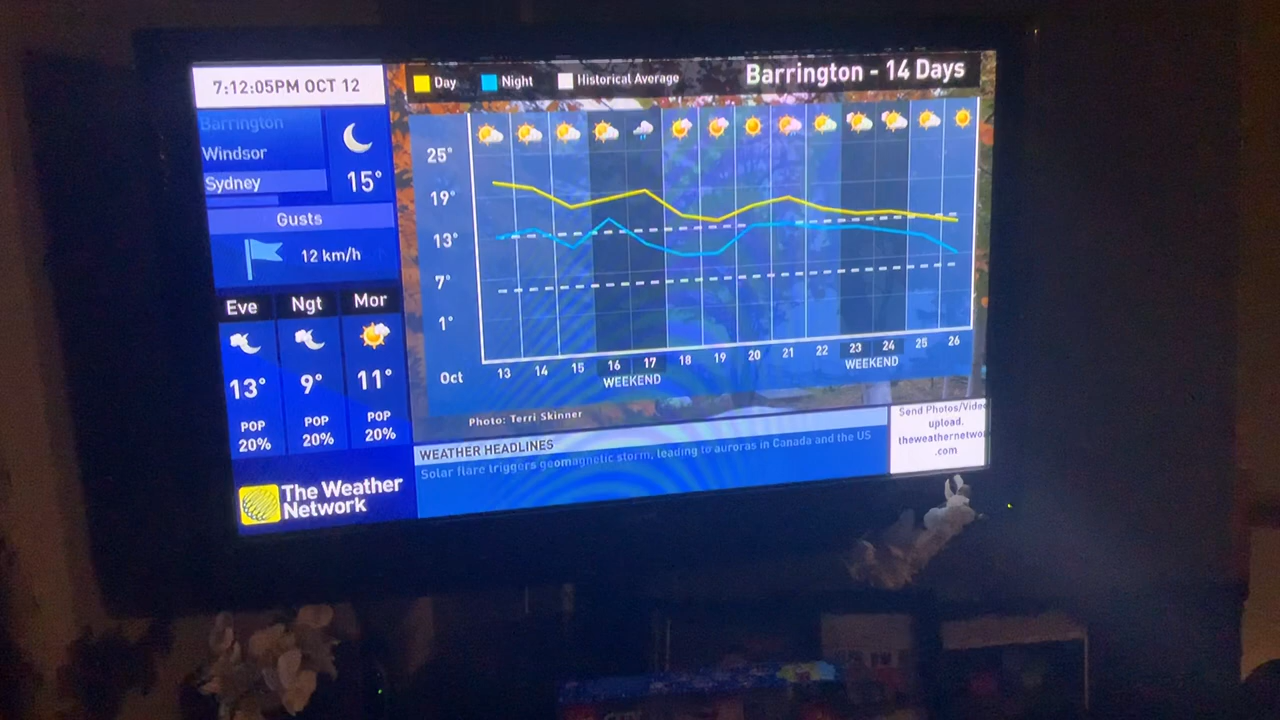 7:12:05PM OCT 12
Barrington
Windsor
Sydney
15°
Gusts
12 km/h
Eve Ngt Mor
13° 9° 11°
POP POP POP
20% 20% 20%
The Weather
Network
Day Night Historical Average
Barrington - 14 Days
25°
19°
13°
7°
1°
Oct 13 14 15 16 17 18 19 20 21 22 23 24 25 26
WEEKEND WEEKEND
Photo: Terri Skinner
WEATHER HEADLINES
Solar flare triggers geomagnetic storm, leading to auroras in Canada and the US
Send Photos/Video
upload.
theweathernetwor
.com